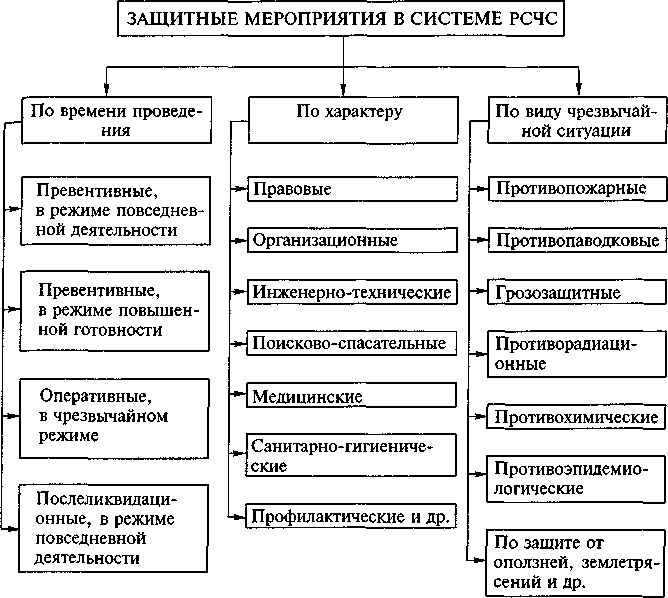 ЗАЩИТНЫЕ МЕРОПРИЯТИЯ В СИСТЕМЕ РСЧС
По времени проведе-
ния
Превентивные,
в режиме повседнев-
ной деятельности
Превентивные,
в режиме повышен-
ной готовности
Оперативные,
в чрезвычайном
режиме
Послеликвидаци-
онные, в режиме
повседневной
деятельности
По характеру
Правовые
Организационные
Инженерно-технические
Поисково-спасательные
Медицинские
Санитарно-гигиениче-
ские
Профилактические и др.
По виду чрезвычай-
ной ситуации
Противопожарные
Противопаводковые
Грозозащитные
Противорадиаци-
онные
Противохимические
Противоэпидемио-
логические
По защите от
оползней, землетря-
сений и др.